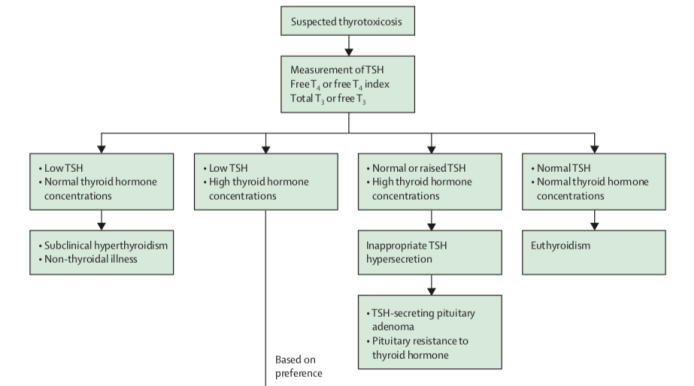 Suspected thyrotoxicosis
Measurement of TSH
Free T₄ or free T₄ index
Total T₃ or free T₃
• Low TSH
• Normal thyroid hormone
concentrations
• Low TSH
• High thyroid hormone
concentrations
• Normal or raised TSH
• High thyroid hormone
concentrations
• Normal TSH
• Normal thyroid hormone
concentrations
• Subclinical hyperthyroidism
• Non-thyroidal illness
Inappropriate TSH
hypersecretion
Euthyroidism
• TSH-secreting pituitary
adenoma
• Pituitary resistance to
thyroid hormone
Based on
preference